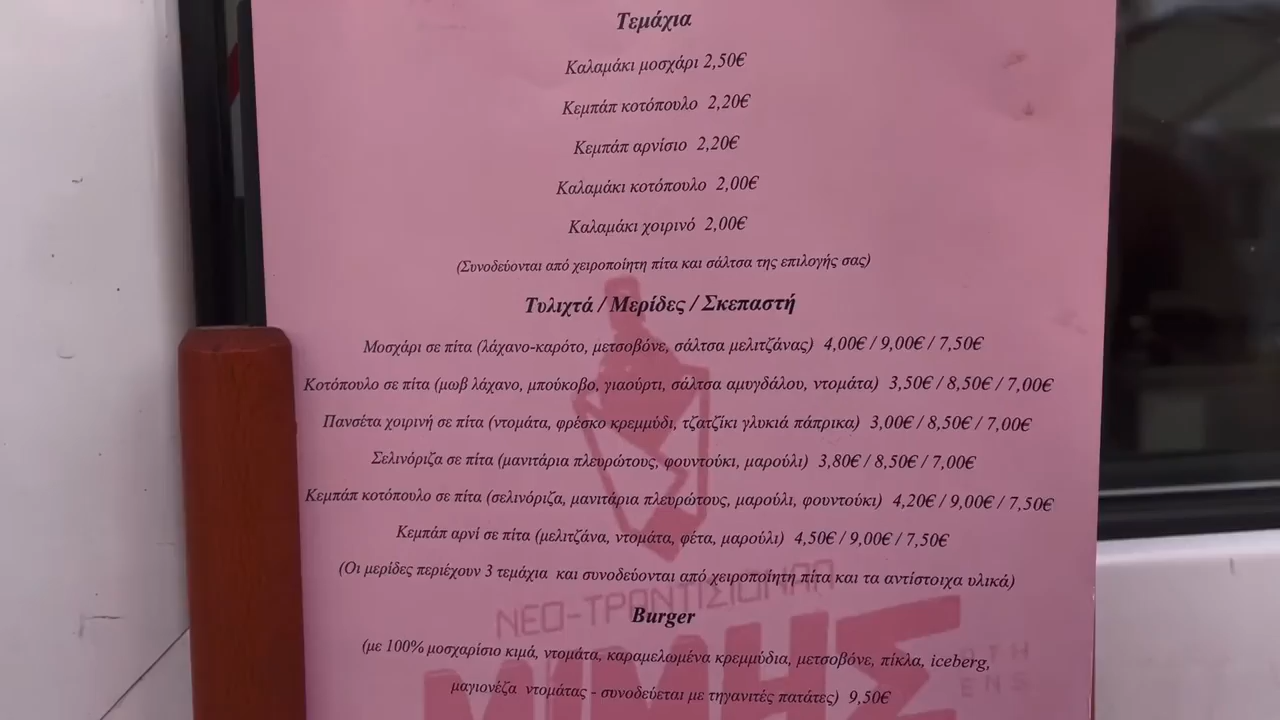 Τεμάχια
Καλαμάκι μοσχάρι 2,50€
Κεμπάπ κοτόπουλο 2,20€
Κεμπάπ αρνίσιο 2,20€
Καλαμάκι κοτόπουλο 2,00€
Καλαμάκι χοιρινό 2,00€
(Συνοδεύονται από χειροποίητη πίτα και σάλτσα της επιλογής σας)
Τυλιχτά / Μερίδες / Σκεπαστή
Μοσχάρι σε πίτα (λάχανο-καρότο, μετσοβόνε, σάλτσα μελιτζάνας) 4,00€ / 9,00€ / 7,50€
Κοτόπουλο σε πίτα (μωβ λάχανο, μπούκοβο, γιαούρτι, σάλτσα αμυγδάλου, ντομάτα) 3,50€ / 8,50€ / 7,00€
Πανσέτα χοιρινή σε πίτα (ντομάτα, φρέσκο κρεμμύδι, τζατζίκι γλυκιά πάπρικα) 3,00€ / 8,50€ / 7,00€
Σελινόριζα σε πίτα (μανιτάρια πλευρώτους, φουντούκι, μαρούλι) 3,80€ / 8,50€ / 7,00€
Κεμπάπ κοτόπουλο σε πίτα (σελινόριζα, μανιτάρια πλευρώτους, μαρούλι, φουντούκι) 4,20€ / 9,00€ / 7,50€
Κεμπάπ αρνί σε πίτα (μελιτζάνα, ντομάτα, φέτα, μαρούλι) 4,50€ / 9,00€ / 7,50€
(Οι μερίδες περιέχουν 3 τεμάχια και συνοδεύονται από χειροποίητη πίτα και τα αντίστοιχα υλικά)
ΝΕΟ-ΤΡΑΝΤΙΣΙΟΝΑΛ
Burger
ΜΙΜΗΣ
(με 100% μοσχαρίσιο κιμά, ντομάτα, καραμελωμένα κρεμμύδια, μετσοβόνε, πίκλα, iceberg,
μαγιονέζα ντομάτας - συνοδεύεται με τηγανιτές πατάτες) 9,50€